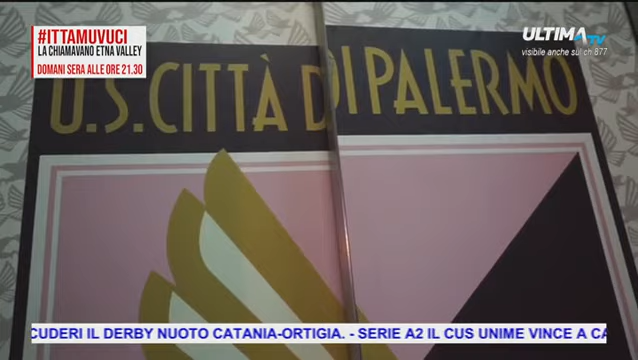 #ITTAMUVUCI
LA CHIAMAVANO ETNA VALLEY
DOMANI SERA ALLE ORE 21.30
ULTIMA
TV
visibile anche sul ch.877
U.S.CITTÀ DI PALERMO
CUDERI IL DERBY NUOTO CATANIA-ORTIGIA. - SERIE A2 IL CUS UNIME VINCE A CA